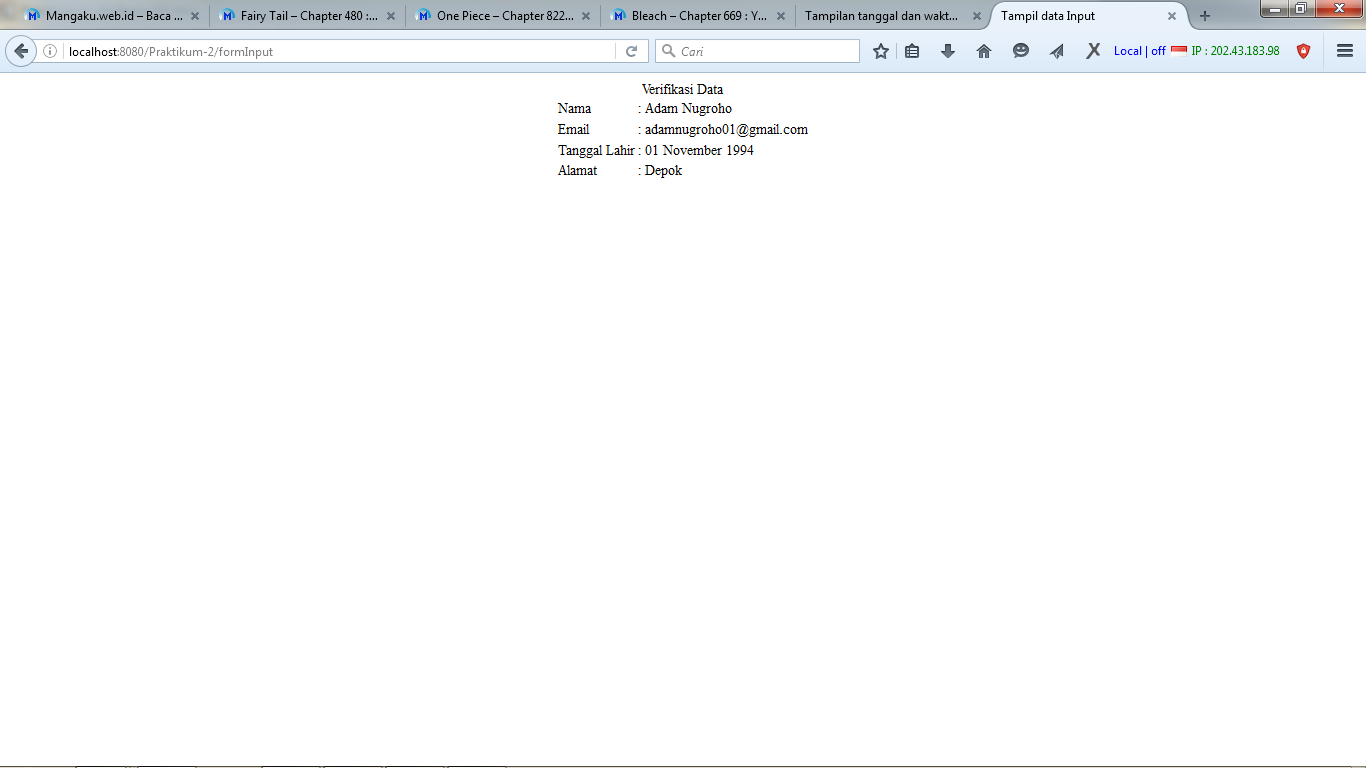 Mangaku.web.id – Baca ...
Fairy Tail – Chapter 480 :...
One Piece – Chapter 822...
Bleach – Chapter 669 : Y...
Tampilan tanggal dan wakt...
Tampil data Input
localhost:8080/Praktikum-2/formInput
Cari
Local | off
IP : 202.43.183.98
Verifikasi Data
Nama : Adam Nugroho
Email : adamnugroho01@gmail.com
Tanggal Lahir : 01 November 1994
Alamat : Depok